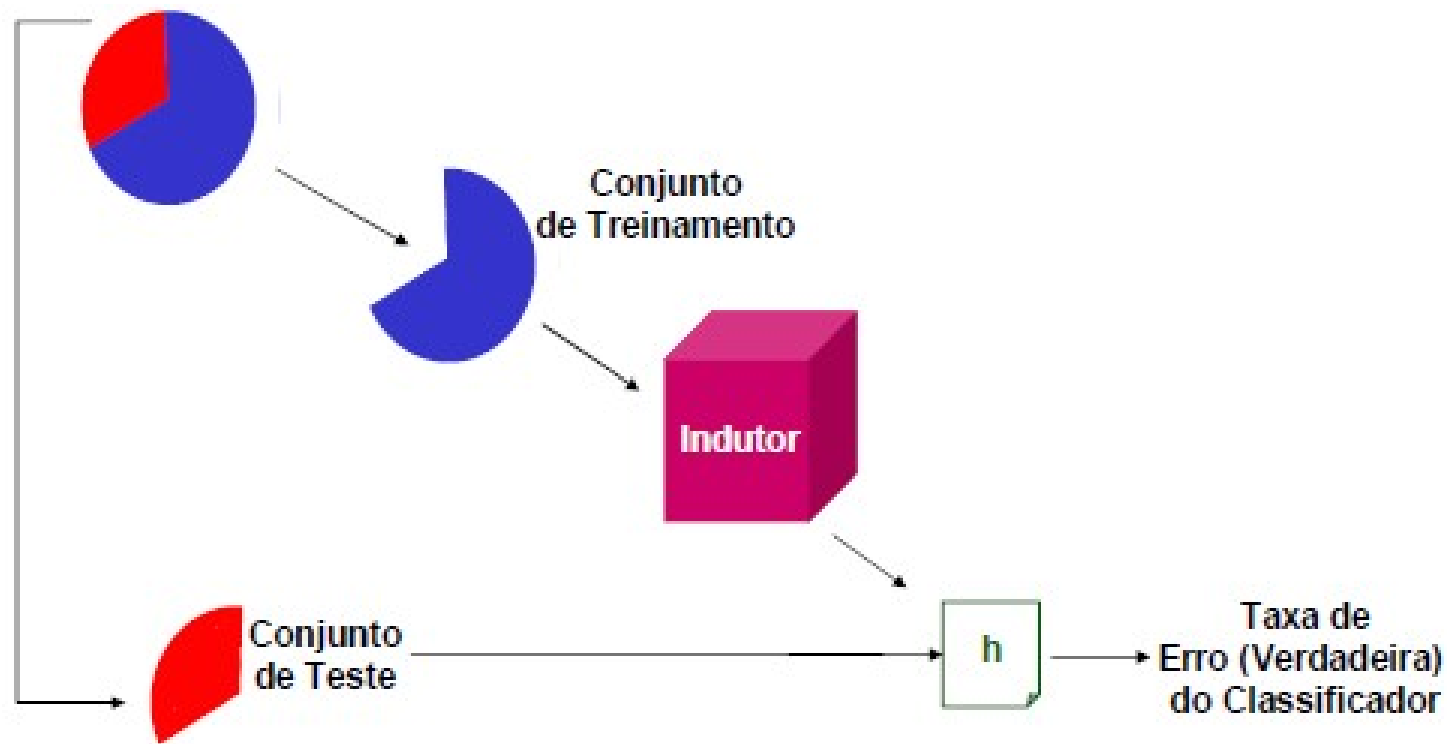 Conjunto
de Treinamento
Indutor
Conjunto
de Teste
h
Taxa de
Erro (Verdadeira)
do Classificador